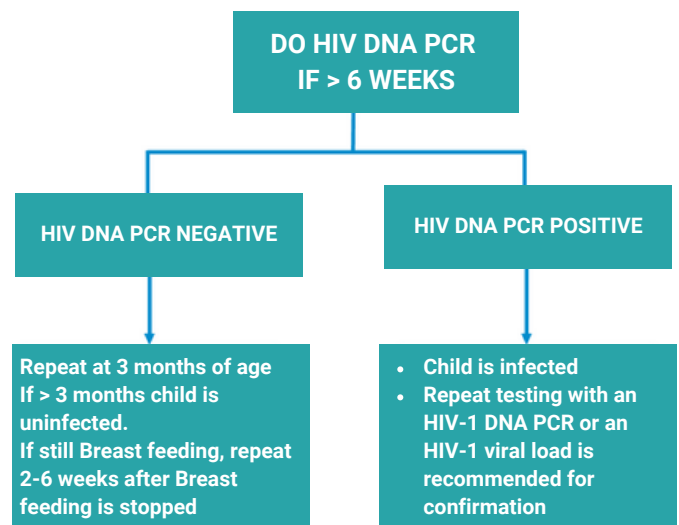 DO HIV DNA PCR
IF > 6 WEEKS
HIV DNA PCR NEGATIVE
HIV DNA PCR POSITIVE
Repeat at 3 months of age
If > 3 months child is
uninfected.
If still Breast feeding, repeat
2-6 weeks after Breast
feeding is stopped
• Child is infected
• Repeat testing with an
HIV-1 DNA PCR or an
HIV-1 viral load is
recommended for
confirmation